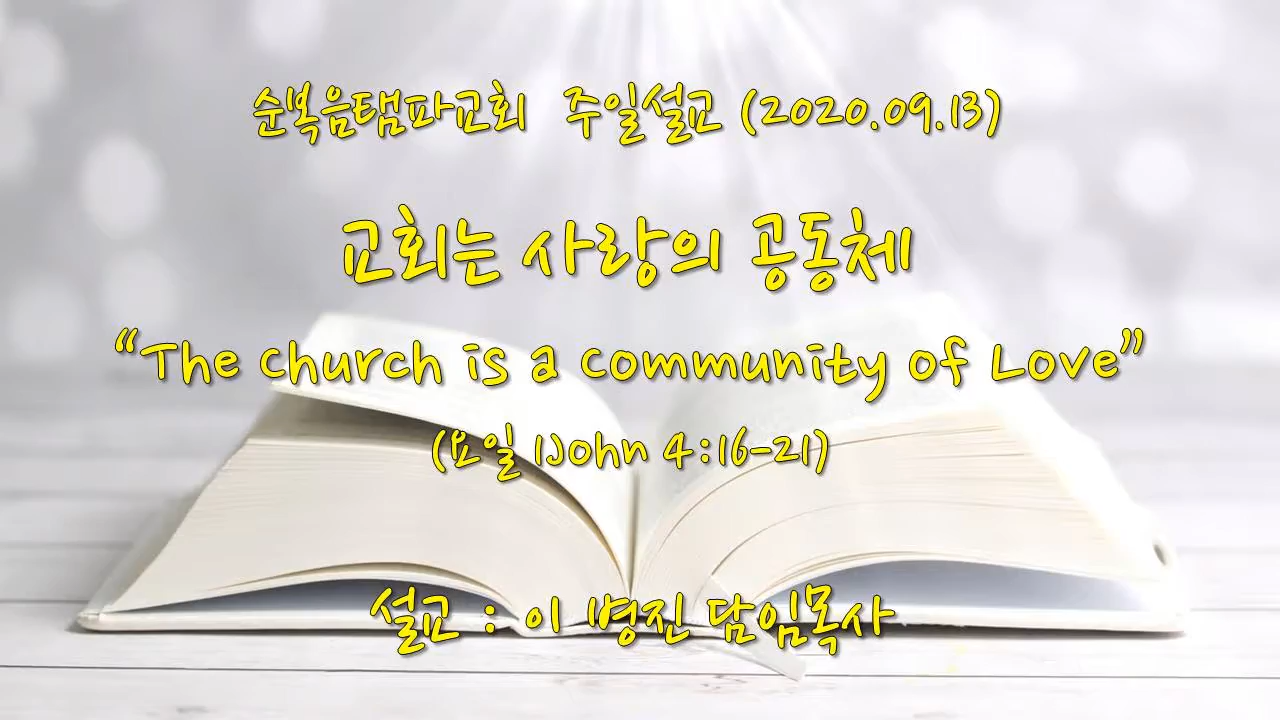 순복음탬파교회 주일설교 (2020.09.13)
교회는 사랑의 공동체
“The church is a community of Love”
(요일 1John 4:16-21)
설교 : 이 병진 담임목사